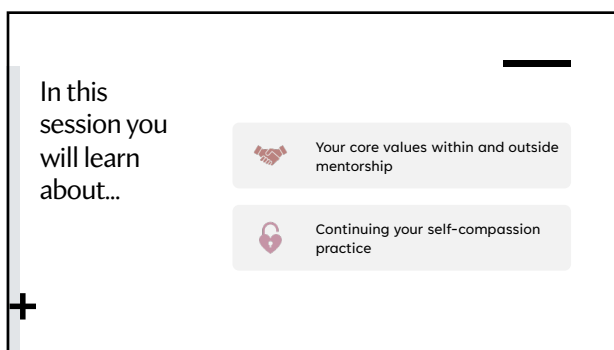 In this
session you
will learn
about...
Your core values within and outside
mentorship
Continuing your self-compassion
practice